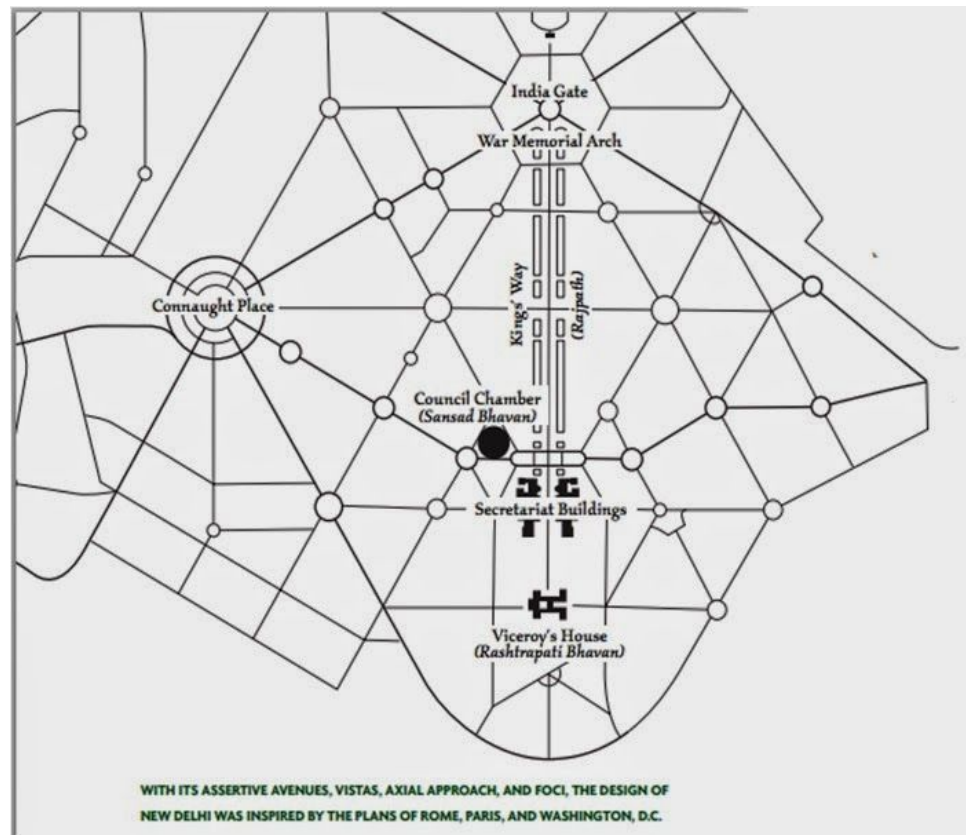 India Gate
War Memorial Arch
Connaught Place
Kings' Way
(Rajpath)
Council Chamber
(Sansad Bhavan)
Secretariat Buildings
Viceroy's House
(Rashtrapati Bhavan)
WITH ITS ASSERTIVE AVENUES, VISTAS, AXIAL APPROACH, AND FOCI, THE DESIGN OF
NEW DELHI WAS INSPIRED BY THE PLANS OF ROME, PARIS, AND WASHINGTON, D.C.